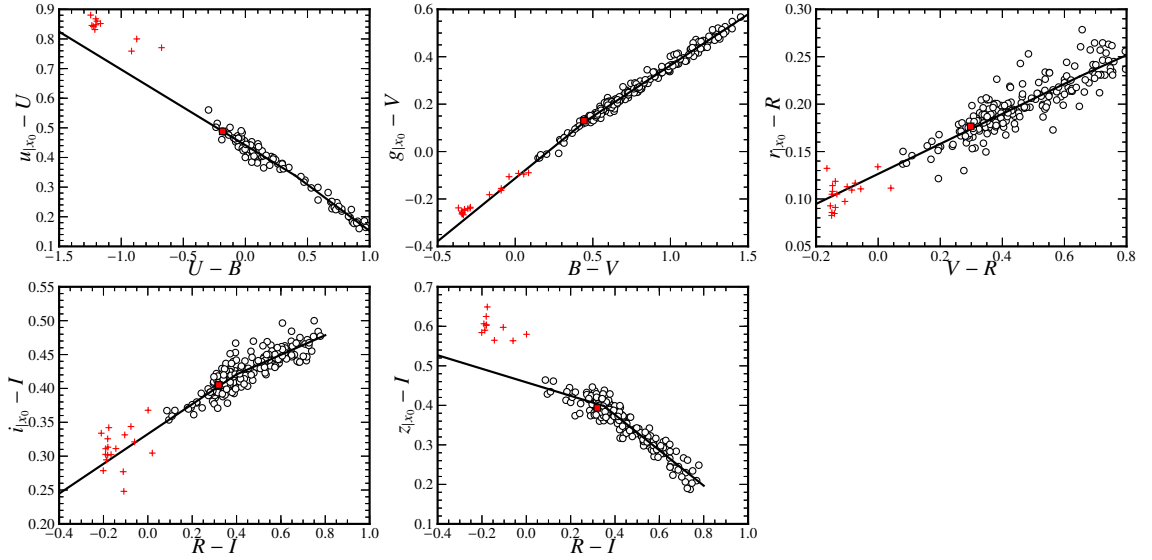 0.9
0.8
0.7
0.6
0.5
0.4
0.3
0.2
0.1
u|x₀ − U
−1.5 −1.0 −0.5 0.0 0.5 1.0
U − B
0.6
0.4
0.2
0.0
−0.2
−0.4
g|x₀ − V
−0.5 0.0 0.5 1.0 1.5
B − V
0.30
0.25
0.20
0.15
0.10
0.05
r|x₀ − R
−0.2 0.0 0.2 0.4 0.6 0.8
V − R
0.55
0.50
0.45
0.40
0.35
0.30
0.25
0.20
i|x₀ − I
−0.4 −0.2 0.0 0.2 0.4 0.6 0.8 1.0
R − I
0.7
0.6
0.5
0.4
0.3
0.2
0.1
z|x₀ − I
−0.4 −0.2 0.0 0.2 0.4 0.6 0.8 1.0
R − I